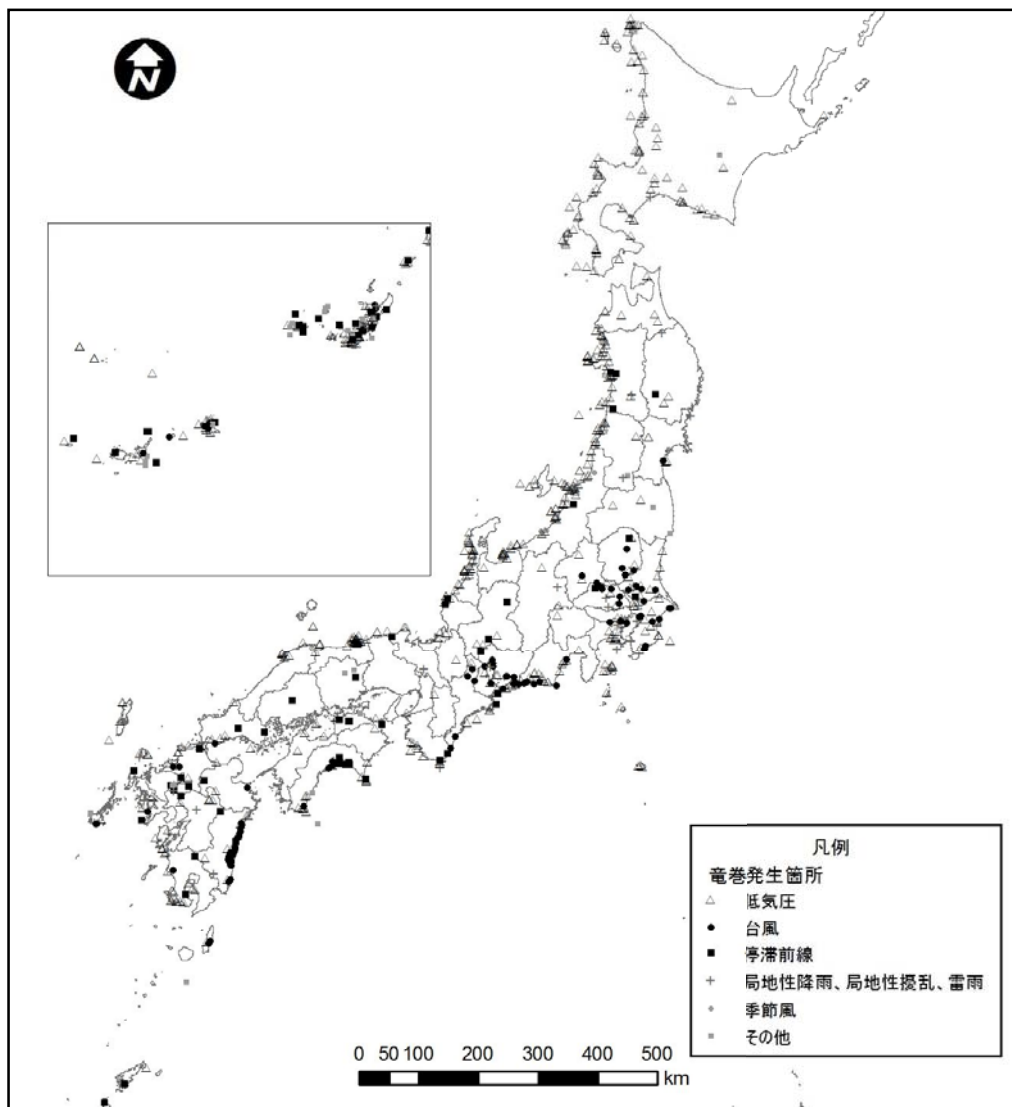 N
凡例
竜巻発生箇所
低気圧
台風
停滞前線
局地性降雨、局地性擾乱、雷雨
季節風
その他
0 50 100 200 300 400 500
km